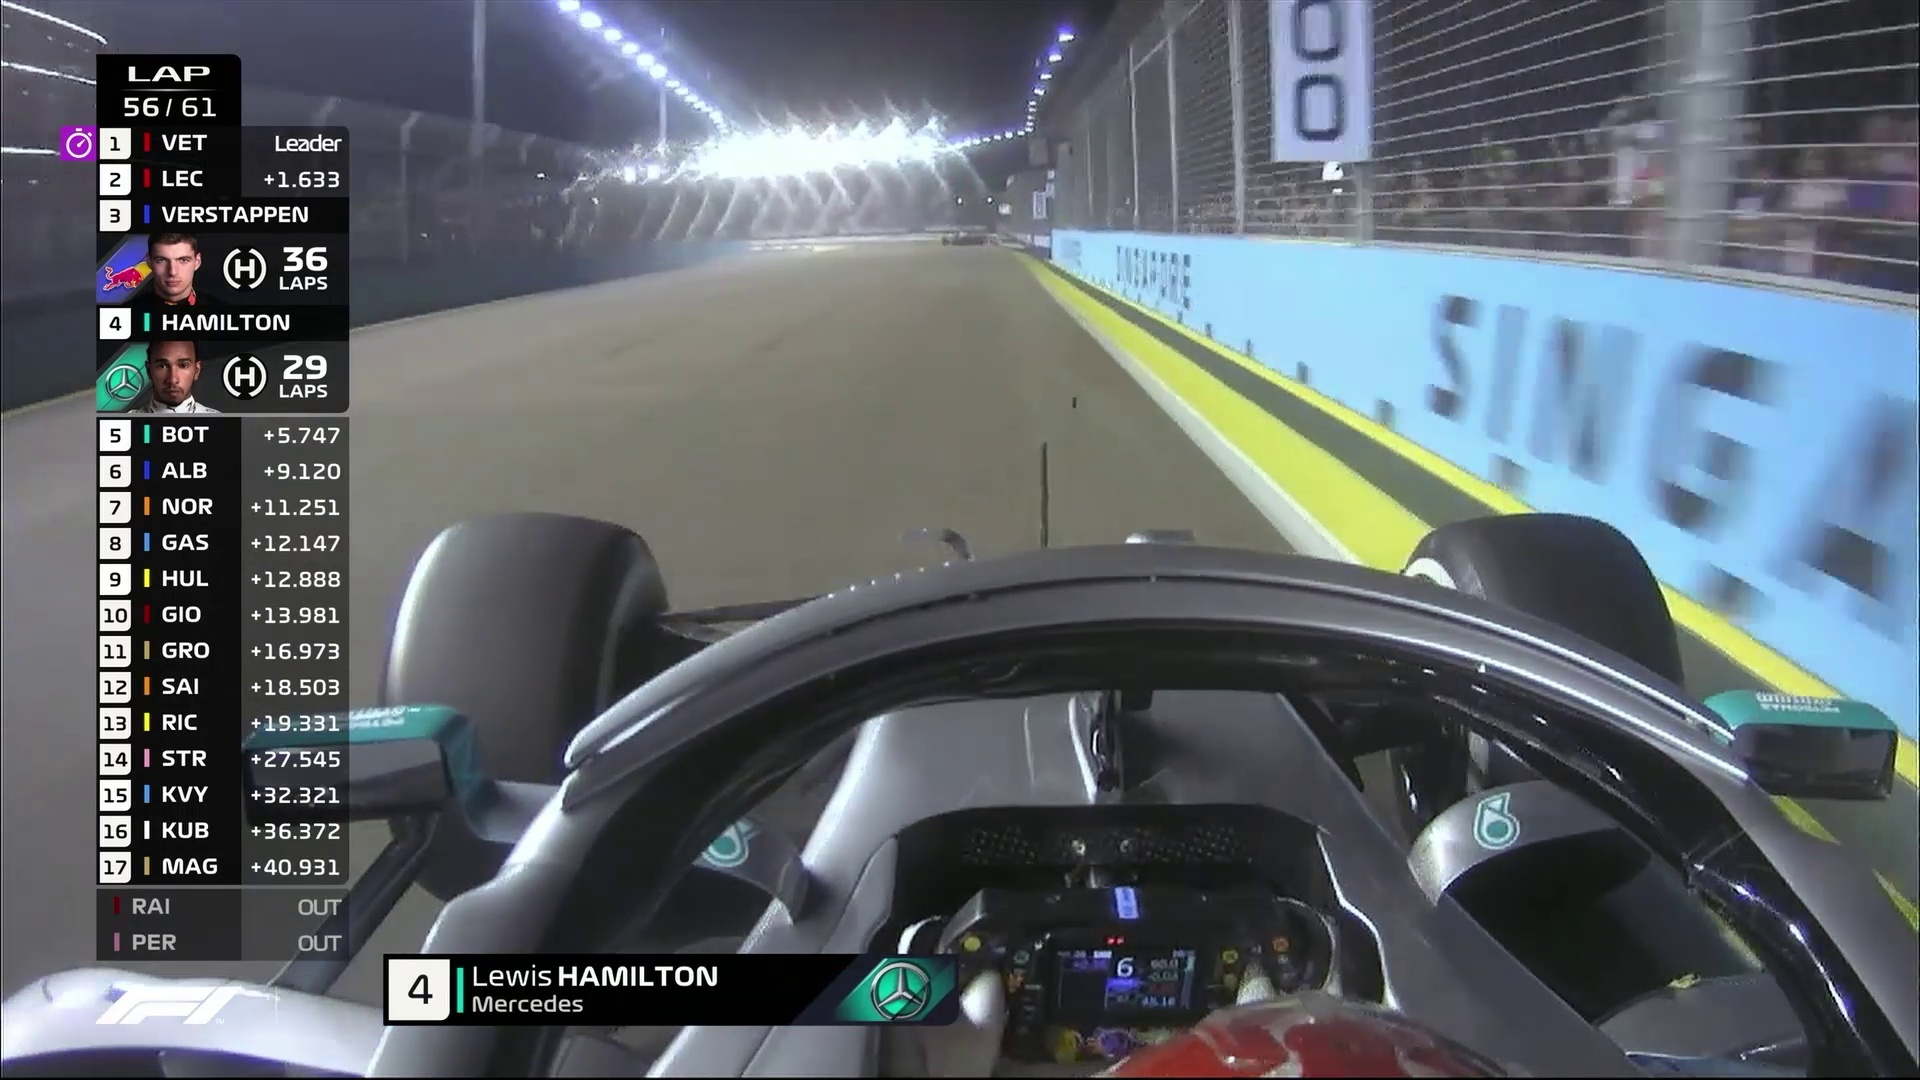 LAP
56 / 61
1 VET Leader
2 LEC +1.633
3 VERSTAPPEN
H 36 LAPS
4 HAMILTON
H 29 LAPS
5 BOT +5.747
6 ALB +9.120
7 NOR +11.251
8 GAS +12.147
9 HUL +12.888
10 GIO +13.981
11 GRO +16.973
12 SAI +18.503
13 RIC +19.331
14 STR +27.545
15 KVY +32.321
16 KUB +36.372
17 MAG +40.931
RAI OUT
PER OUT
4 Lewis HAMILTON
Mercedes
F1
00
SINGAPORE
SINGA
6